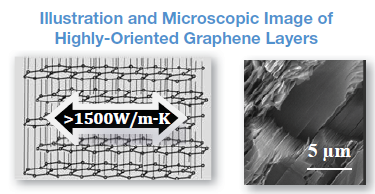 Illustration and Microscopic Image of
Highly-Oriented Graphene Layers
>1500W/m-K
5 μm